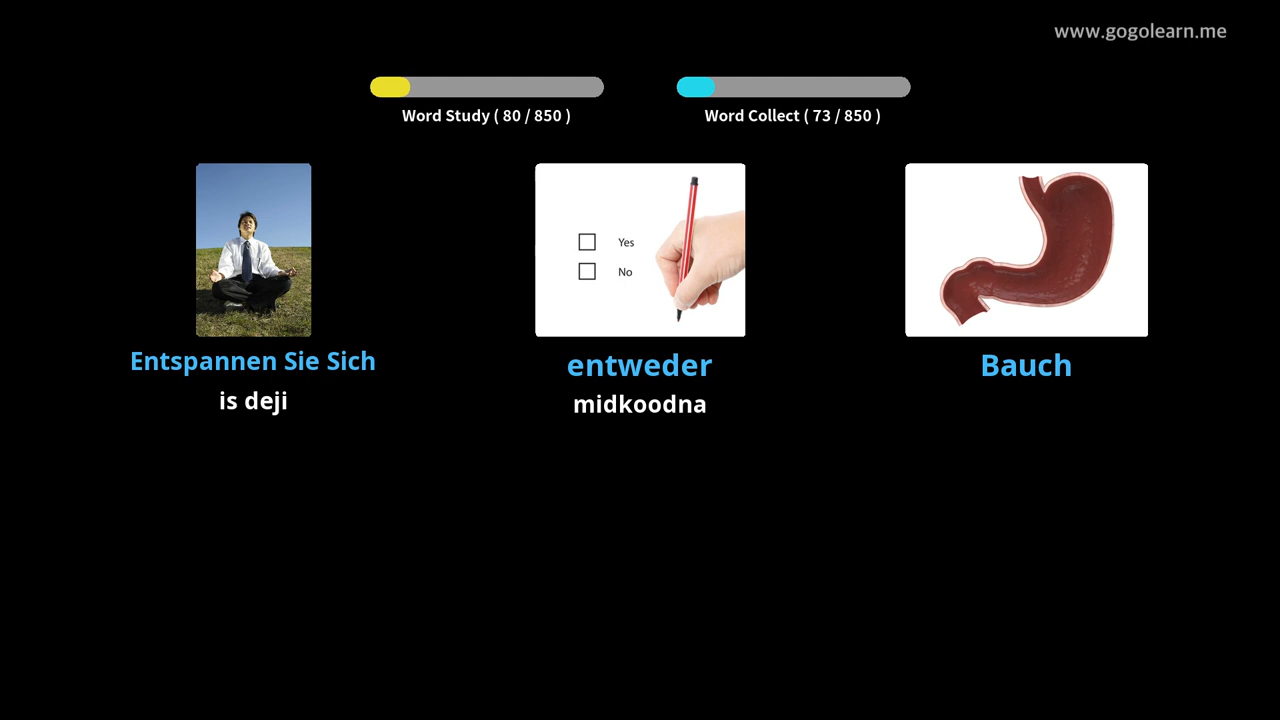 www.gogolearn.me
Word Study ( 80 / 850 )
Word Collect ( 73 / 850 )
Yes
No
Entspannen Sie Sich
is deji
entweder
midkoodna
Bauch